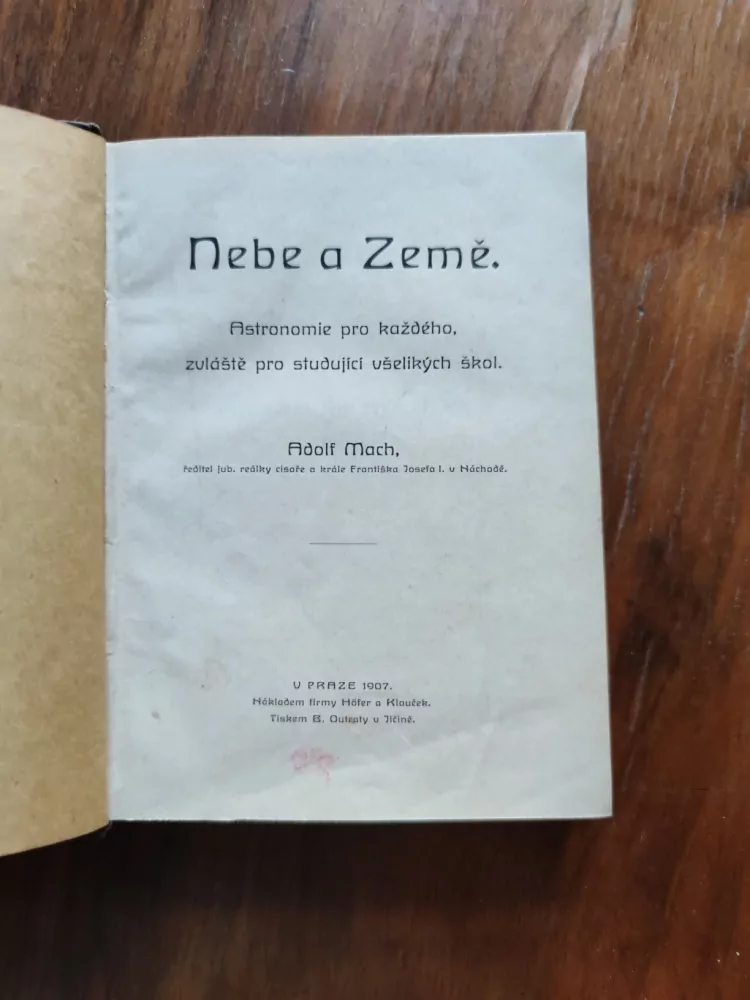 Nebe a Země.
Astronomie pro každého,
zvláště pro studující všelikých škol.
Adolf Mach,
ředitel jub. reálky císaře a krále Františka Josefa I. v Náchodě.
V PRAZE 1907.
Nákladem firmy Höfer a Klouček.
Tiskem B. Outraty v Jičíně.